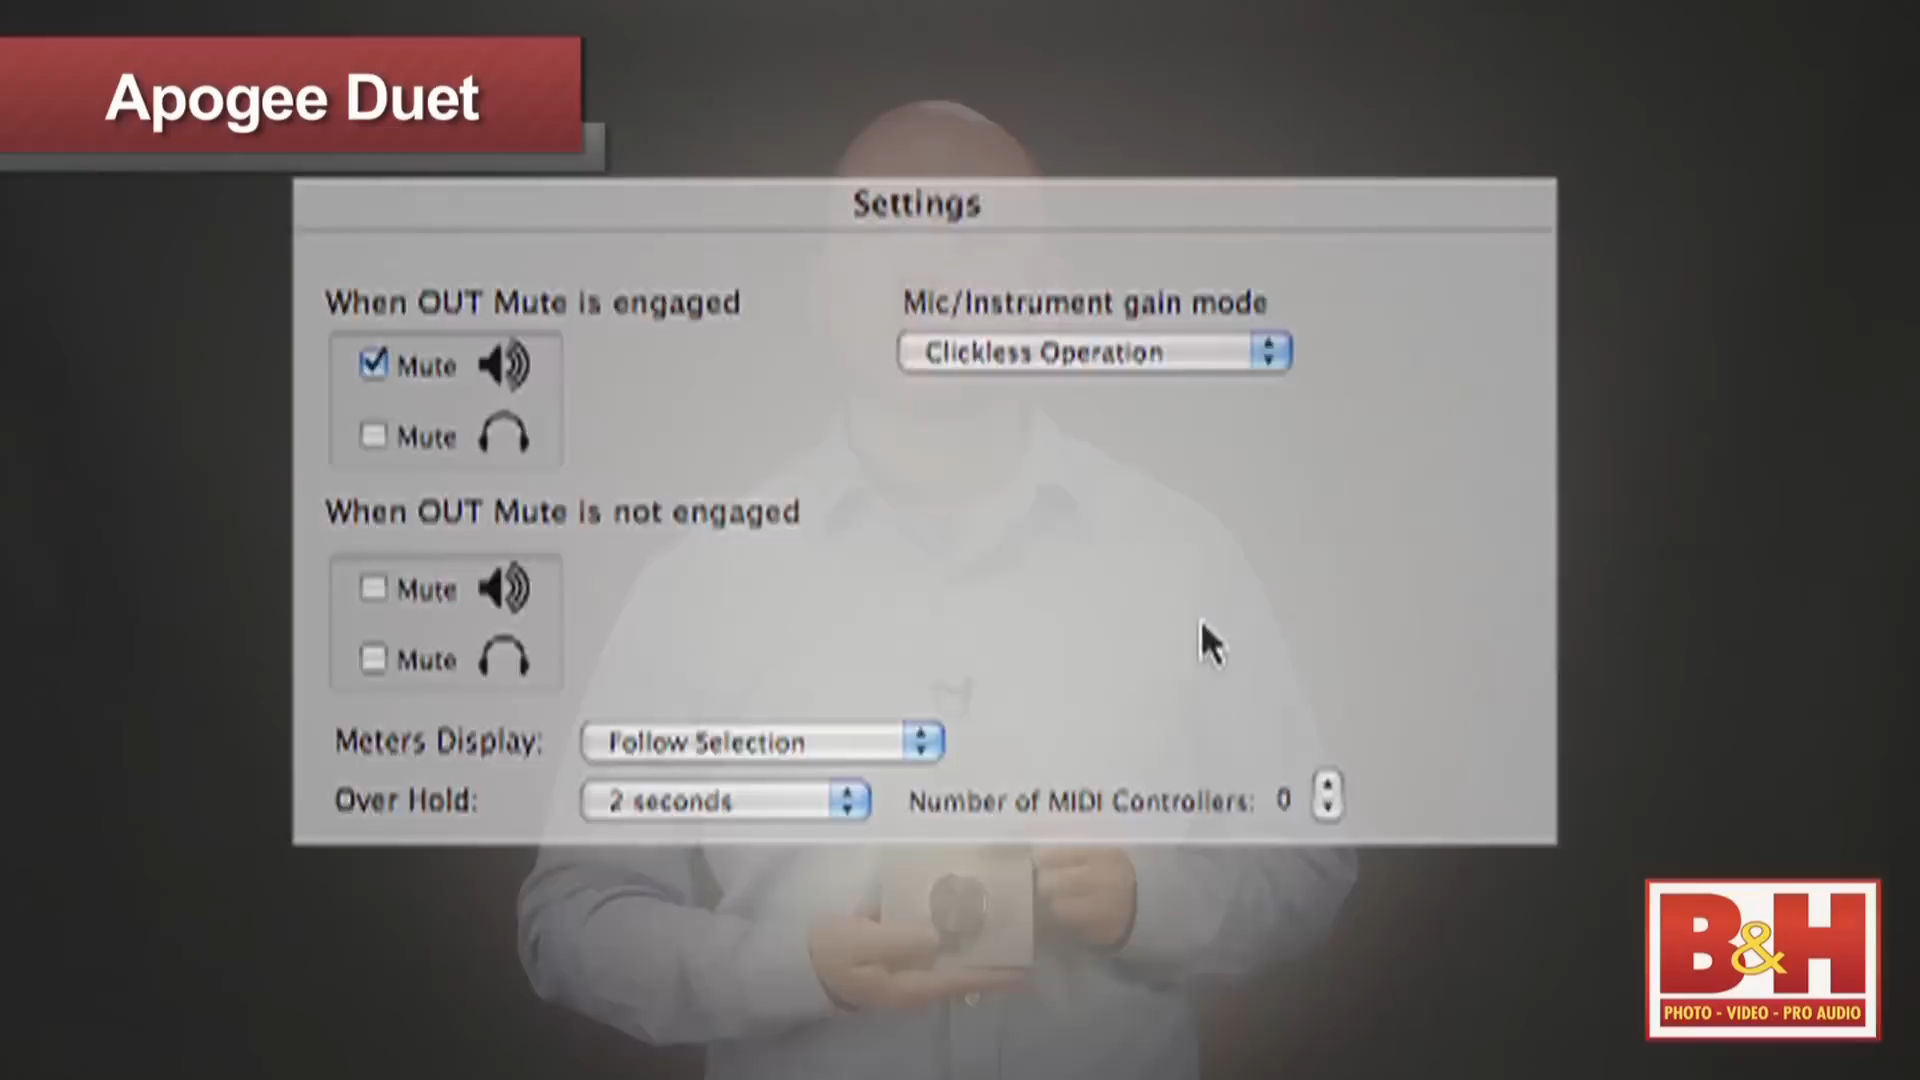 Apogee Duet
Settings
When OUT Mute is engaged
Mute
Mute
Mic/Instrument gain mode
Clickless Operation
When OUT Mute is not engaged
Mute
Mute
Meters Display: Follow Selection
Over Hold: 2 seconds
Number of MIDI Controllers: 0
B&H
PHOTO - VIDEO - PRO AUDIO